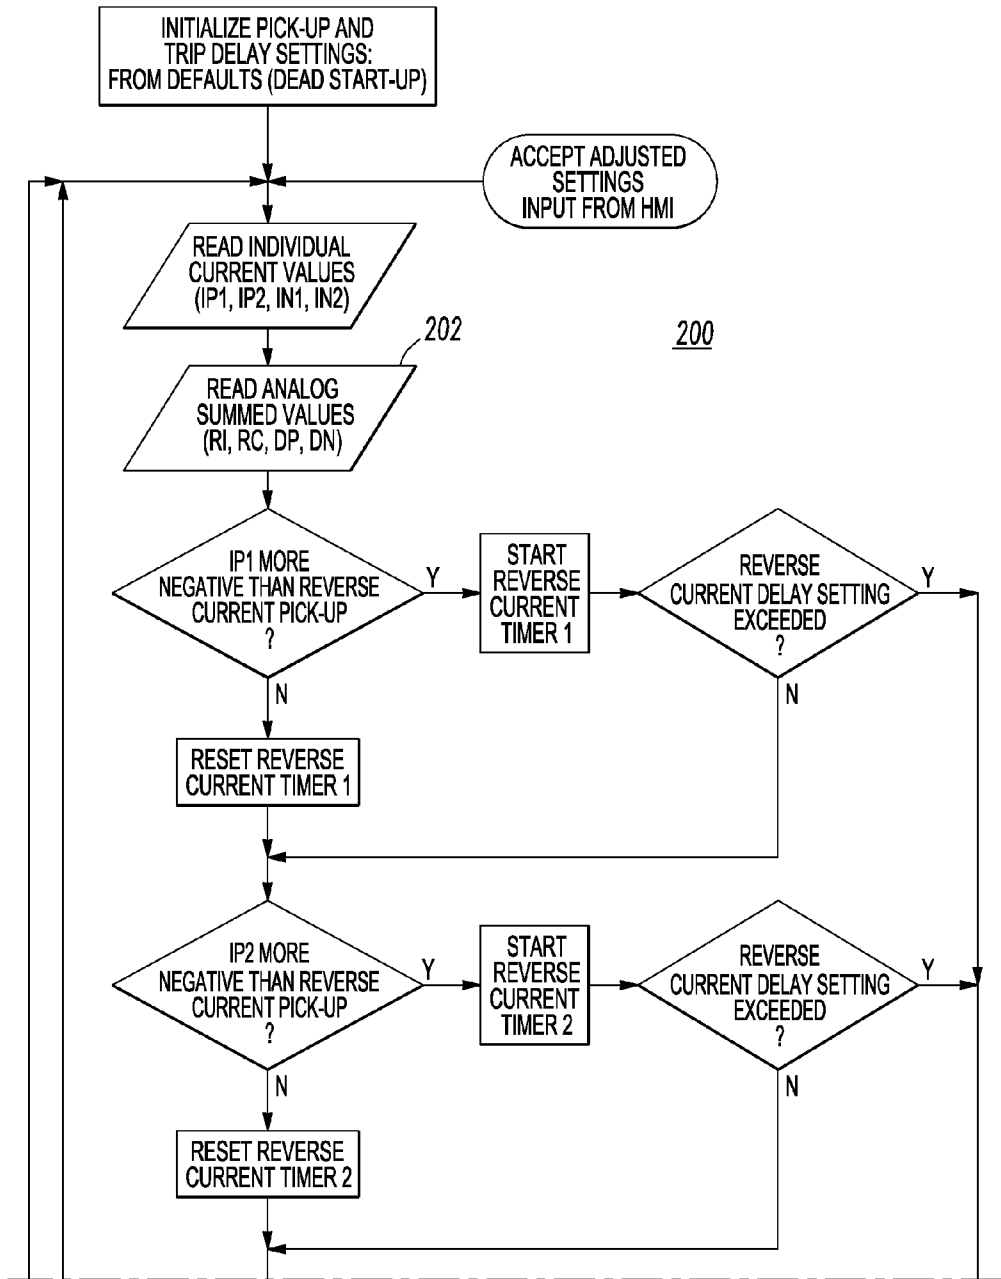 INITIALIZE PICK-UP AND
TRIP DELAY SETTINGS:
FROM DEFAULTS (DEAD START-UP)
ACCEPT ADJUSTED
SETTINGS
INPUT FROM HMI
READ INDIVIDUAL
CURRENT VALUES
(IP1, IP2, IN1, IN2)
202
200
READ ANALOG
SUMMED VALUES
(RI, RC, DP, DN)
IP1 MORE
NEGATIVE THAN REVERSE
CURRENT PICK-UP
?
Y
START
REVERSE
CURRENT
TIMER 1
REVERSE
CURRENT DELAY SETTING
EXCEEDED
?
Y
N
N
RESET REVERSE
CURRENT TIMER 1
IP2 MORE
NEGATIVE THAN REVERSE
CURRENT PICK-UP
?
Y
START
REVERSE
CURRENT
TIMER 2
REVERSE
CURRENT DELAY SETTING
EXCEEDED
?
Y
N
N
RESET REVERSE
CURRENT TIMER 2